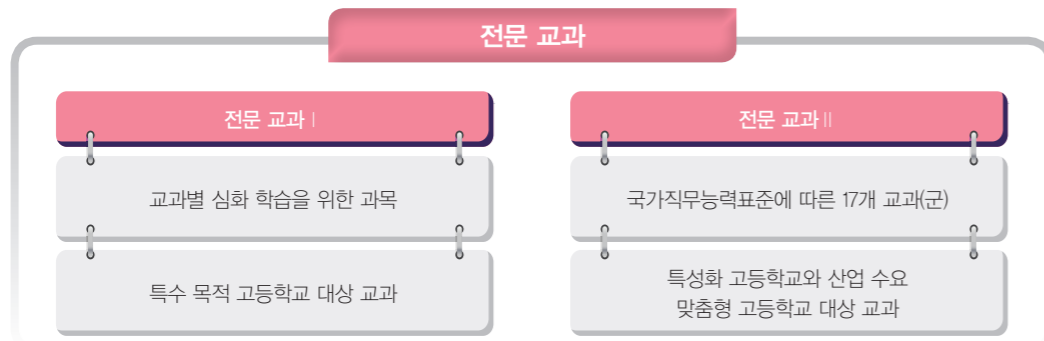 전문 교과
전문 교과 Ⅰ
교과별 심화 학습을 위한 과목
특수 목적 고등학교 대상 교과
전문 교과 Ⅱ
국가직무능력표준에 따른 17개 교과(군)
특성화 고등학교와 산업 수요
맞춤형 고등학교 대상 교과